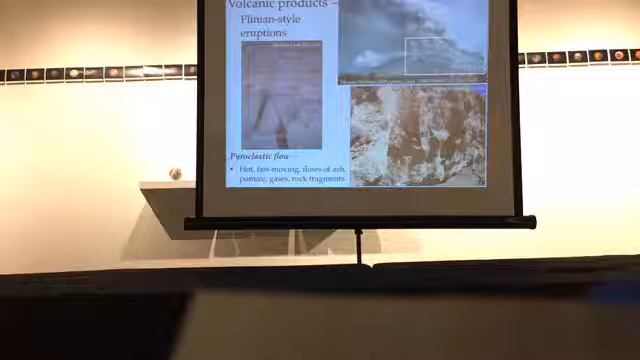 Volcanic products –
Plinian-style
eruptions
Pyroclastic flow
• Hot, fast-moving, flows of ash,
pumice, gases, rock fragments